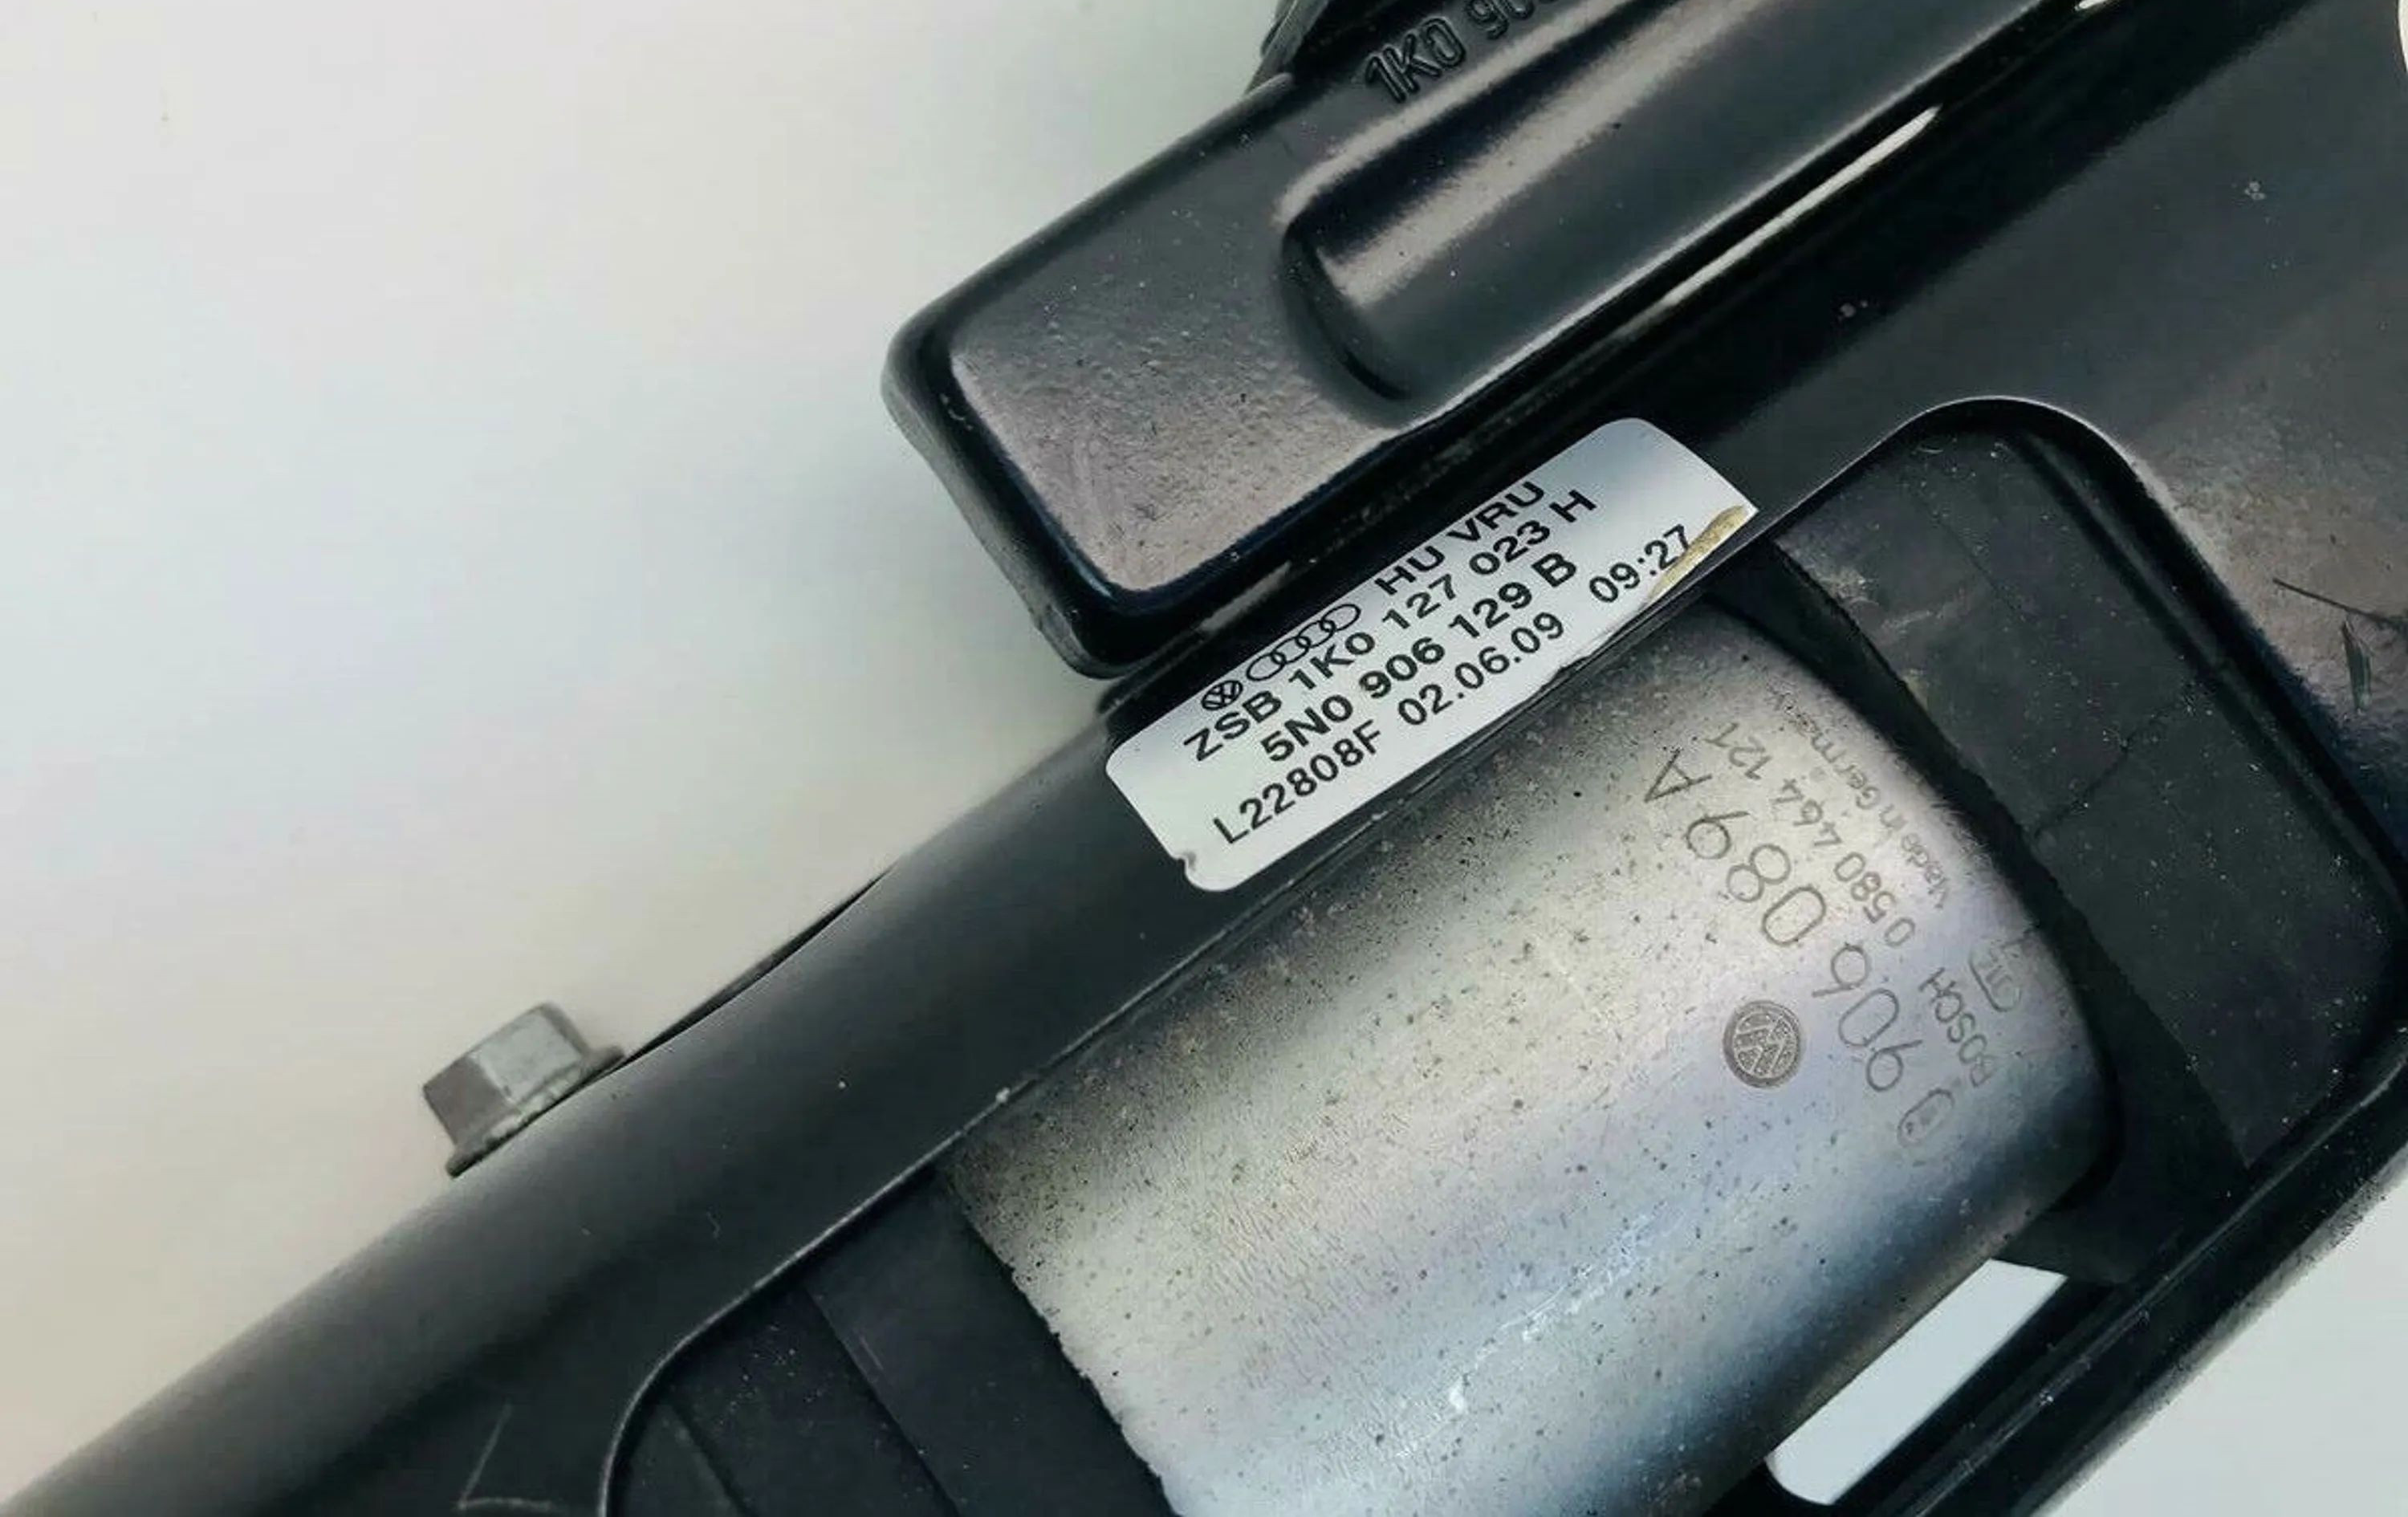 1K0 90
HU VRU
ZSB 1K0 127 023 H
5N0 906 129 B
L22808F 02.06.09 09:27
906 089 A
0 580 464 121
BOSCH
Made in Germa